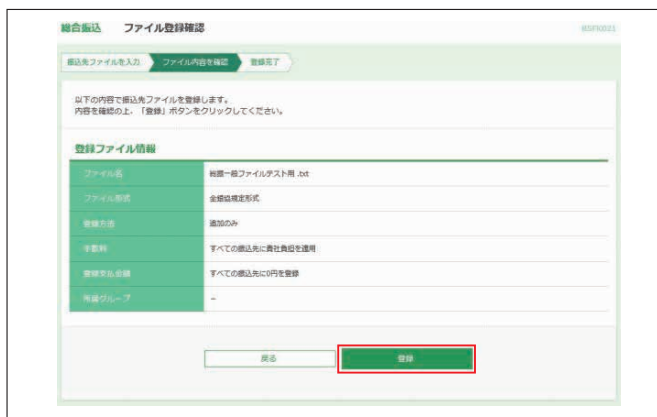 総合振込 ファイル登録確認
BSFK021
振込先ファイルを入力 ファイル内容を確認 登録完了
以下の内容で振込先ファイルを登録します。
内容を確認の上、「登録」ボタンをクリックしてください。
登録ファイル情報
ファイル名 総振一般ファイルテスト用 .txt
ファイル形式 全銀協規定形式
登録方法 追加のみ
手数料 すべての振込先に貴社負担を適用
登録支払金額 すべての振込先に0円を登録
所属グループ －
戻る 登録